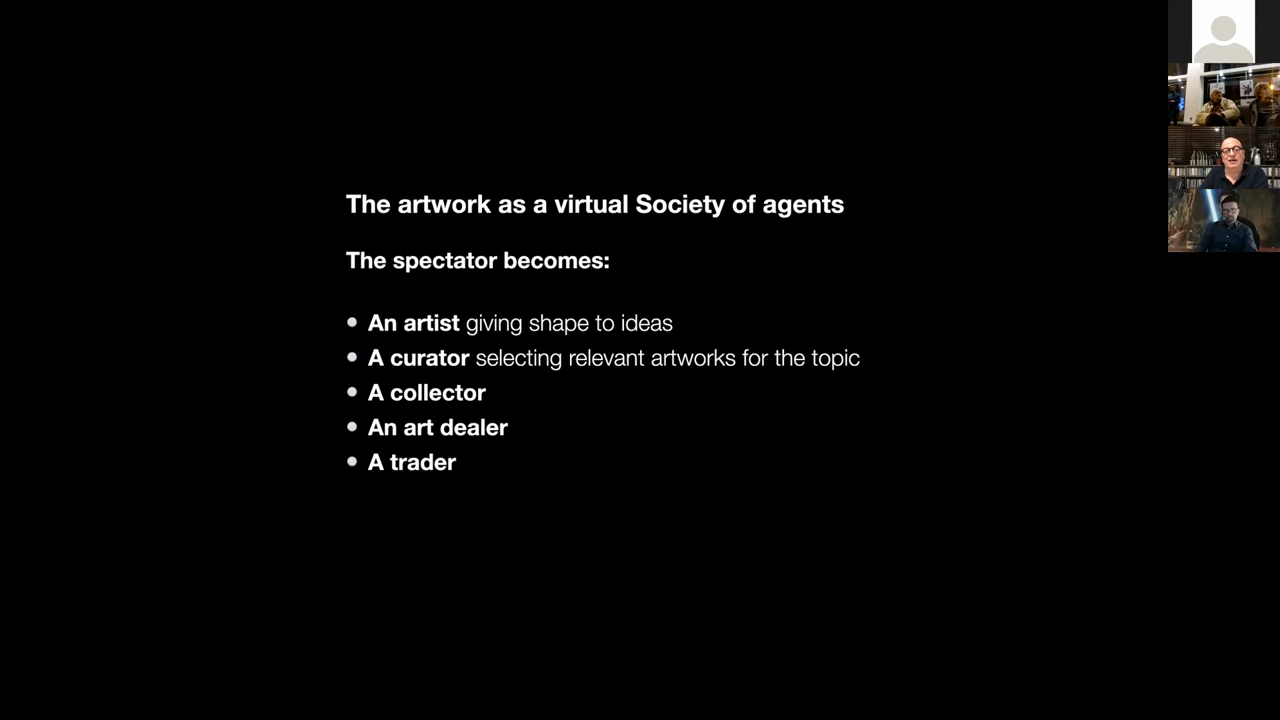 The artwork as a virtual Society of agents
The spectator becomes:
An artist giving shape to ideas
A curator selecting relevant artworks for the topic
A collector
An art dealer
A trader